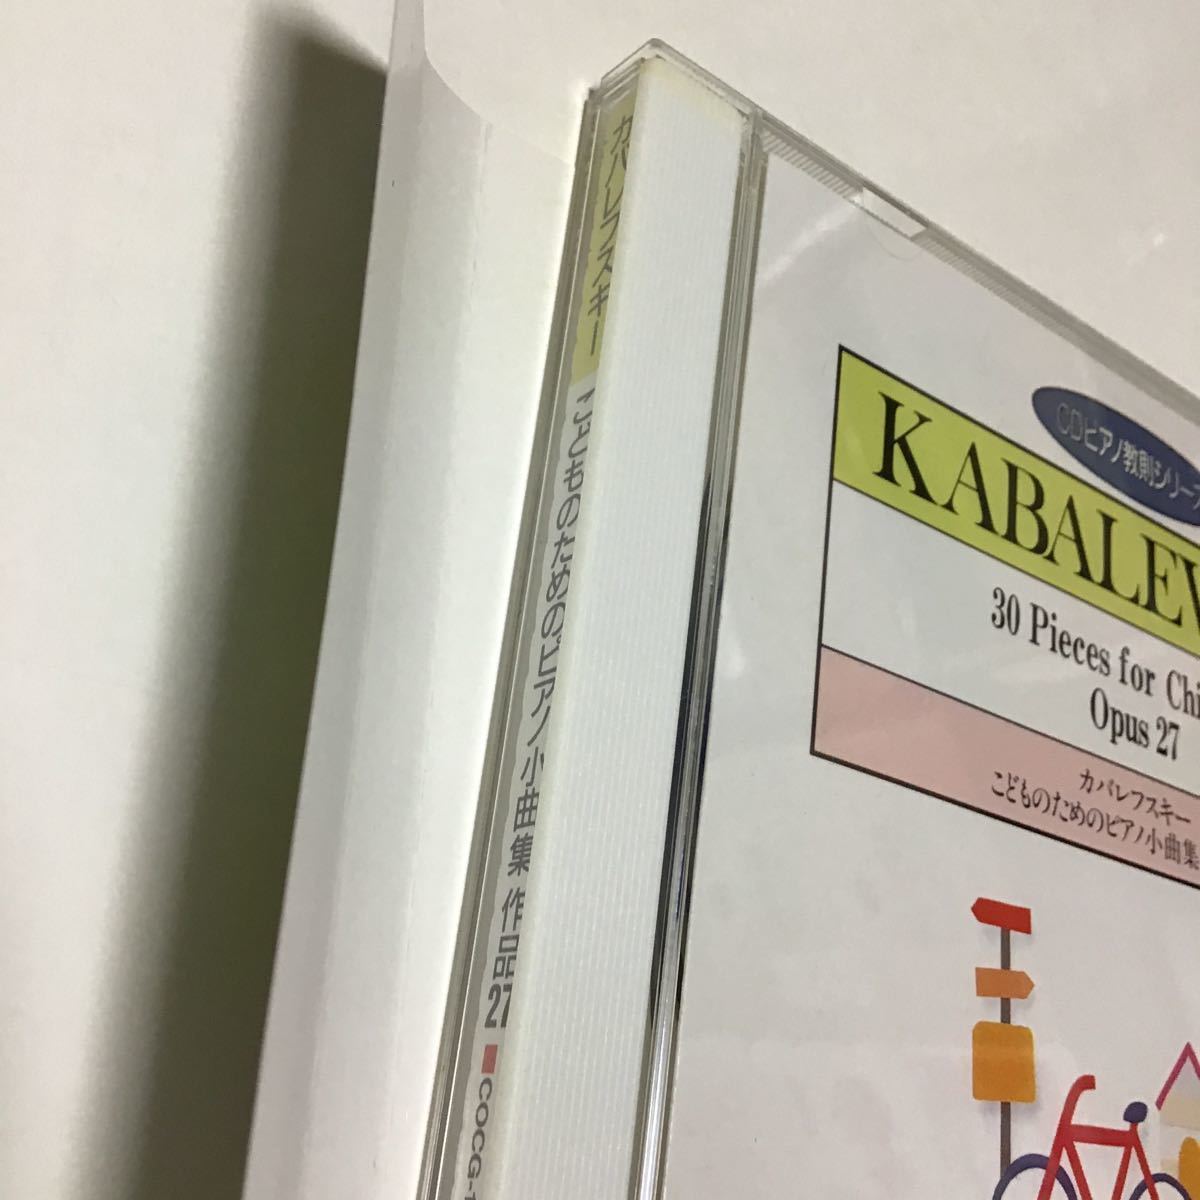 カバレフスキー こどものためのピアノ小曲集 作品27 ■ COCG-1
CDピアノ教則シリーズ
KABALEV
30 Pieces for Chi
Opus 27
カバレフスキー
こどものためのピアノ小曲集